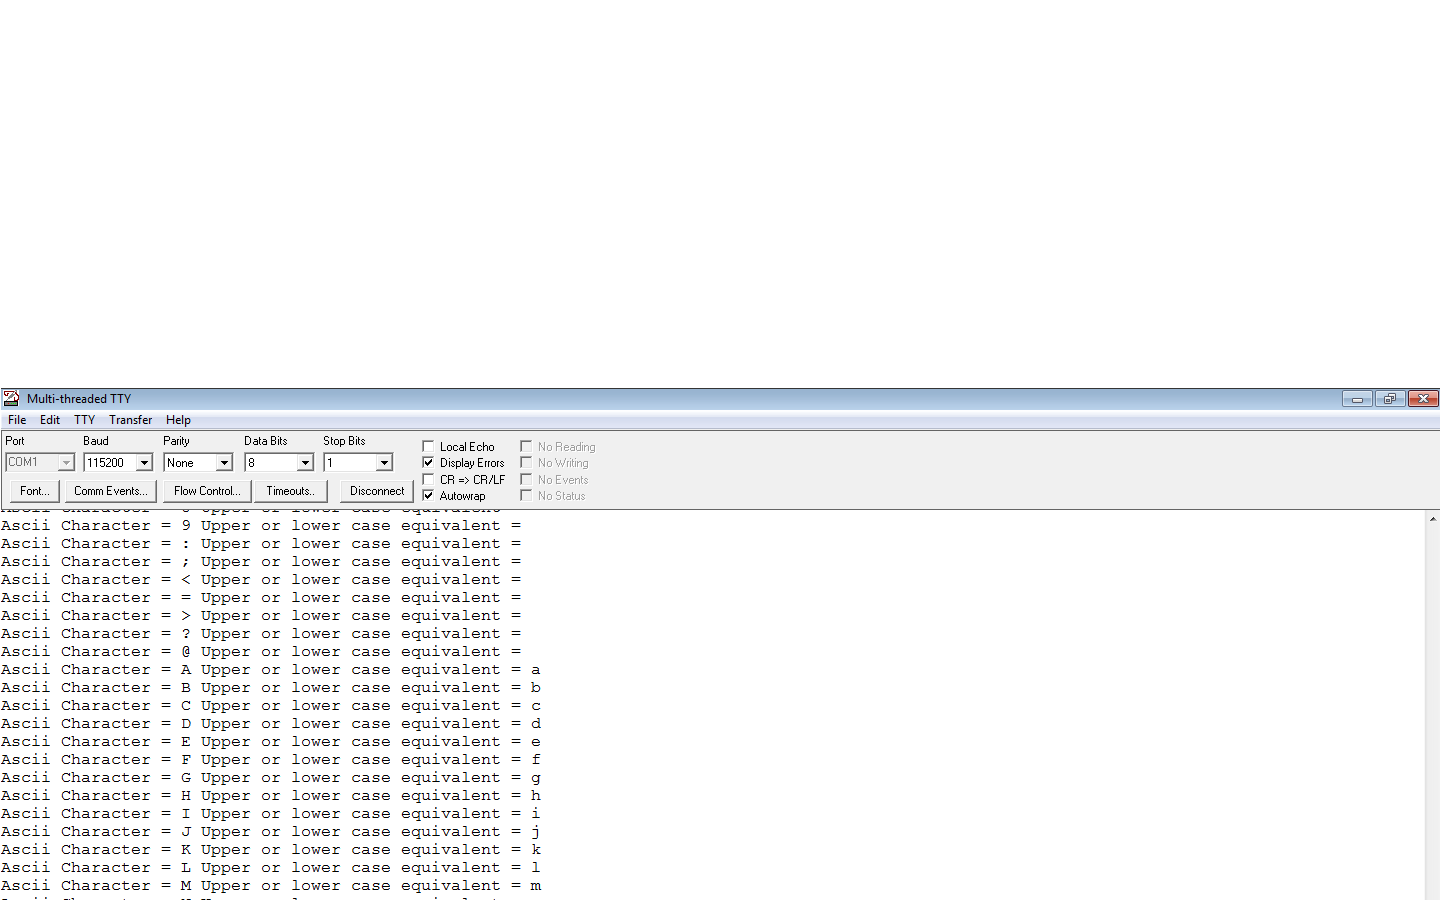 Multi-threaded TTY
File Edit TTY Transfer Help
Port Baud Parity Data Bits Stop Bits
COM1 115200 None 8 1
Font... Comm Events... Flow Control... Timeouts.. Disconnect
Local Echo No Reading
Display Errors No Writing
CR => CR/LF No Events
Autowrap No Status
Ascii Character = 9 Upper or lower case equivalent =
Ascii Character = : Upper or lower case equivalent =
Ascii Character = ; Upper or lower case equivalent =
Ascii Character = < Upper or lower case equivalent =
Ascii Character = = Upper or lower case equivalent =
Ascii Character = > Upper or lower case equivalent =
Ascii Character = ? Upper or lower case equivalent =
Ascii Character = @ Upper or lower case equivalent =
Ascii Character = A Upper or lower case equivalent = a
Ascii Character = B Upper or lower case equivalent = b
Ascii Character = C Upper or lower case equivalent = c
Ascii Character = D Upper or lower case equivalent = d
Ascii Character = E Upper or lower case equivalent = e
Ascii Character = F Upper or lower case equivalent = f
Ascii Character = G Upper or lower case equivalent = g
Ascii Character = H Upper or lower case equivalent = h
Ascii Character = I Upper or lower case equivalent = i
Ascii Character = J Upper or lower case equivalent = j
Ascii Character = K Upper or lower case equivalent = k
Ascii Character = L Upper or lower case equivalent = l
Ascii Character = M Upper or lower case equivalent = m